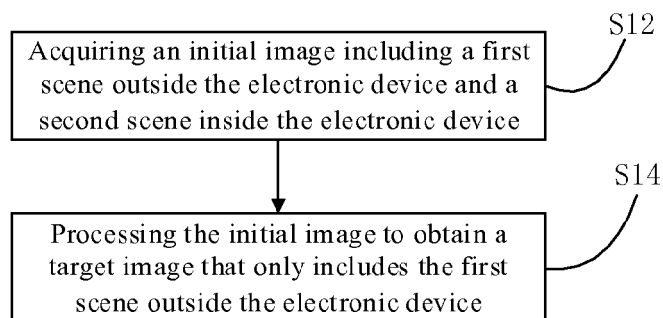 S12
Acquiring an initial image including a first
scene outside the electronic device and a
second scene inside the electronic device
S14
Processing the initial image to obtain a
target image that only includes the first
scene outside the electronic device